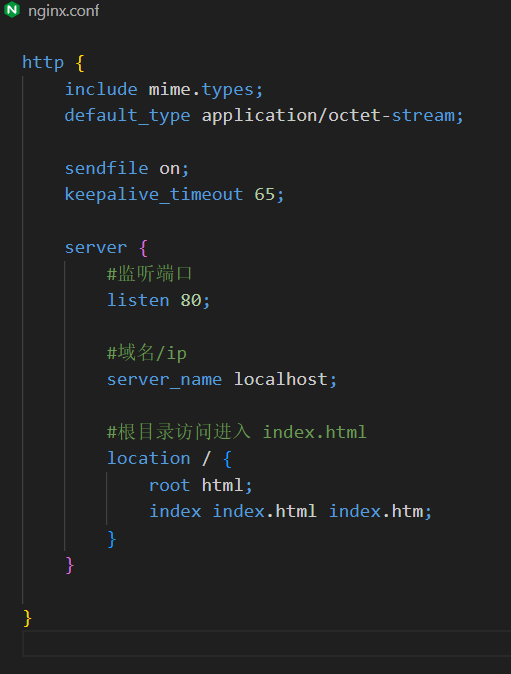 nginx.conf
http {
include mime.types;
default_type application/octet-stream;
sendfile on;
keepalive_timeout 65;
server {
#监听端口
listen 80;
#域名/ip
server_name localhost;
#根目录访问进入 index.html
location / {
root html;
index index.html index.htm;
}
}
}